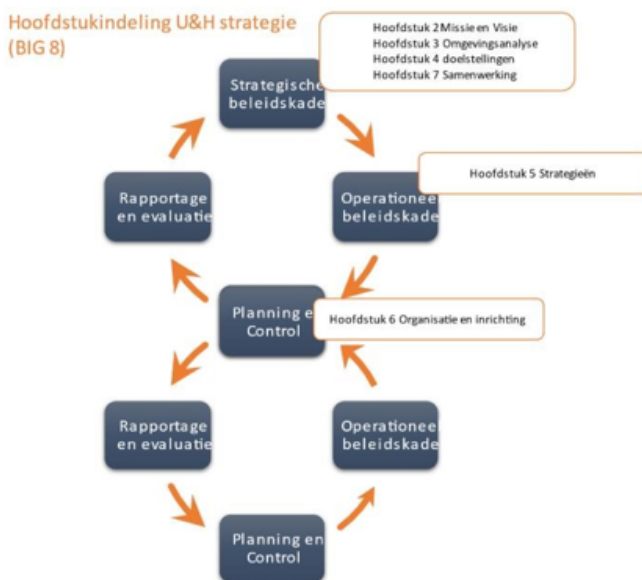 Hoofdstukindeling U&H strategie
(BIG 8)
Hoofdstuk 2 Missie en Visie
Hoofdstuk 3 Omgevingsanalyse
Hoofdstuk 4 doelstellingen
Hoofdstuk 7 Samenwerking
Strategische
beleidskade
Rapportage
en evaluatie
Operationee
beleidskade
Hoofdstuk 5 Strategieën
Planning e
Control
Hoofdstuk 6 Organisatie en inrichting
Rapportage
en evaluatie
Operationee
beleidskade
Planning en
Control